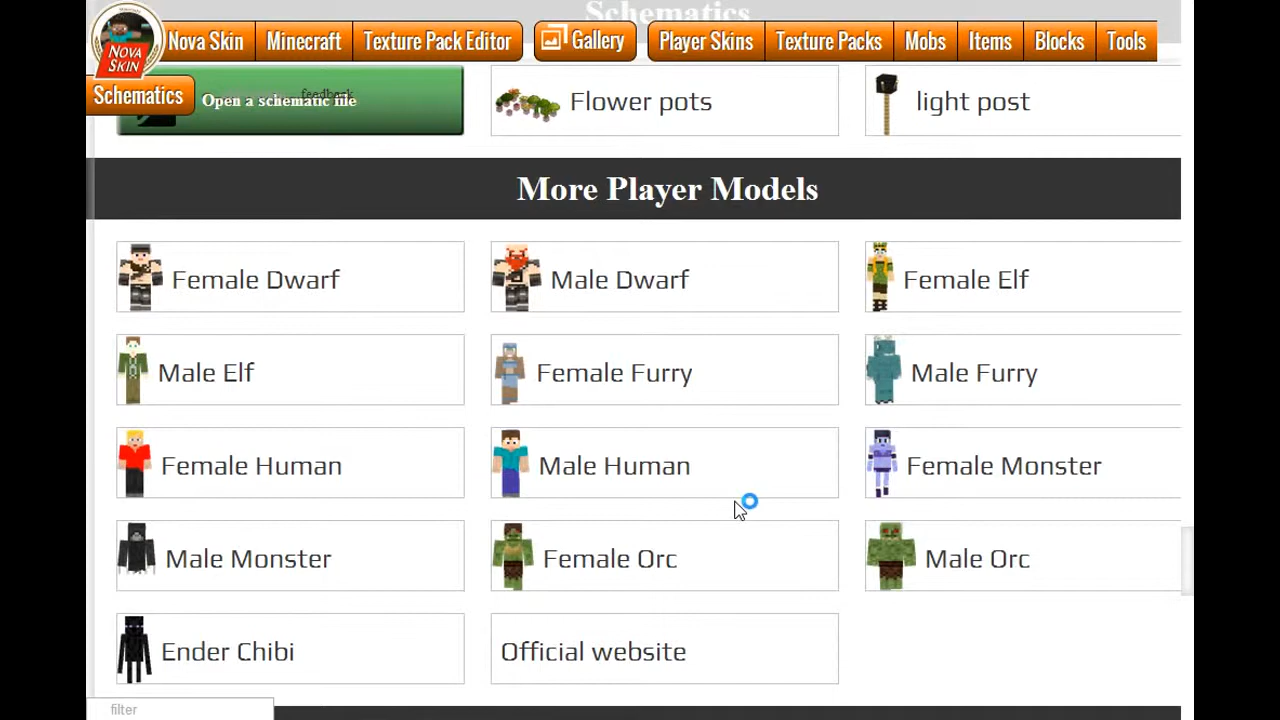 Schematics
NOVA SKIN
Nova Skin Minecraft Texture Pack Editor Gallery Player Skins Texture Packs Mobs Items Blocks Tools
Schematics
feedback
Open a schematic file
Flower pots
light post
More Player Models
Female Dwarf
Male Dwarf
Female Elf
Male Elf
Female Furry
Male Furry
Female Human
Male Human
Female Monster
Male Monster
Female Orc
Male Orc
Ender Chibi
Official website
filter